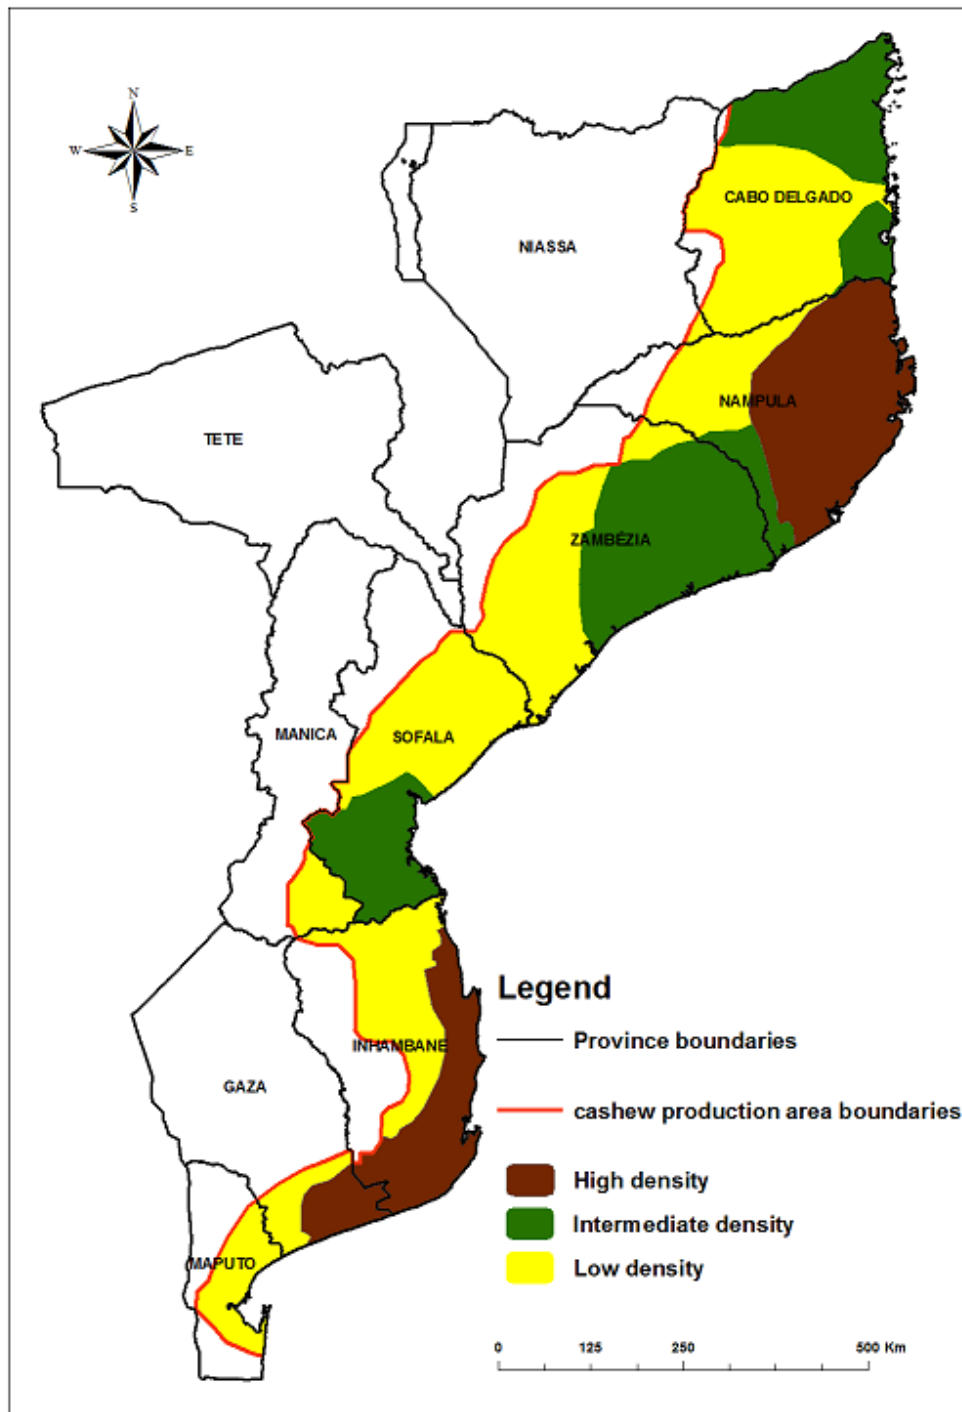 N
W E
S
CABO DELGADO
NIASSA
NAMPULA
TETE
ZAMBÉZIA
MANICA
SOFALA
INHAMBANE
GAZA
MAPUTO
Legend
Province boundaries
cashew production area boundaries
High density
Intermediate density
Low density
0 125 250 500 Km